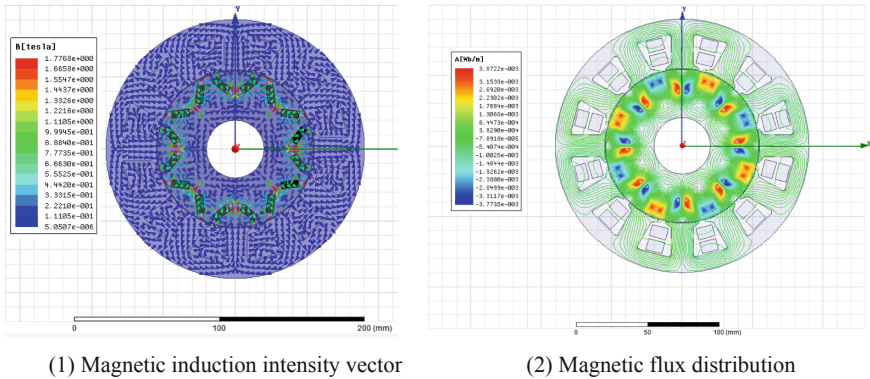 Y
B[tesla]
1.7768e+000
1.6658e+000
1.5547e+000
1.4437e+000
1.3326e+000
1.2216e+000
1.1105e+000
9.9945e-001
8.8840e-001
7.7735e-001
6.6630e-001
5.5525e-001
4.4420e-001
3.3315e-001
2.2210e-001
1.1105e-001
5.0507e-006
0
100
200 (mm)
(1) Magnetic induction intensity vector
Y
A[Wb/m]
3.8722e-003
3.1538e-003
2.6920e-003
2.2302e-003
1.7684e-003
1.3066e-003
8.4473e-004
3.8290e-004
-7.8918e-005
-5.4074e-004
-1.0026e-003
-1.4644e-003
-1.9262e-003
-2.3880e-003
-2.8499e-003
-3.3117e-003
-3.7735e-003
X
0
50
100 (mm)
(2) Magnetic flux distribution